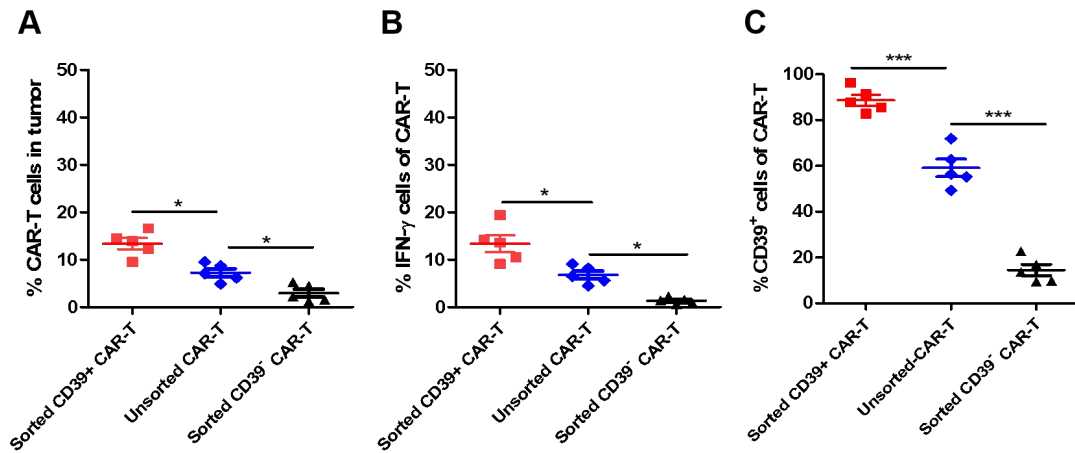 A
% CAR-T cells in tumor
50
40
30
20
10
0
*
*
Sorted CD39+ CAR-T
Unsorted CAR-T
Sorted CD39⁻ CAR-T
B
% IFN-γ cells of CAR-T
50
40
30
20
10
0
*
*
Sorted CD39+ CAR-T
Unsorted CAR-T
Sorted CD39⁻ CAR-T
C
%CD39⁺ cells of CAR-T
100
80
60
40
20
0
***
***
Sorted CD39+ CAR-T
Unsorted-CAR-T
Sorted CD39⁻ CAR-T